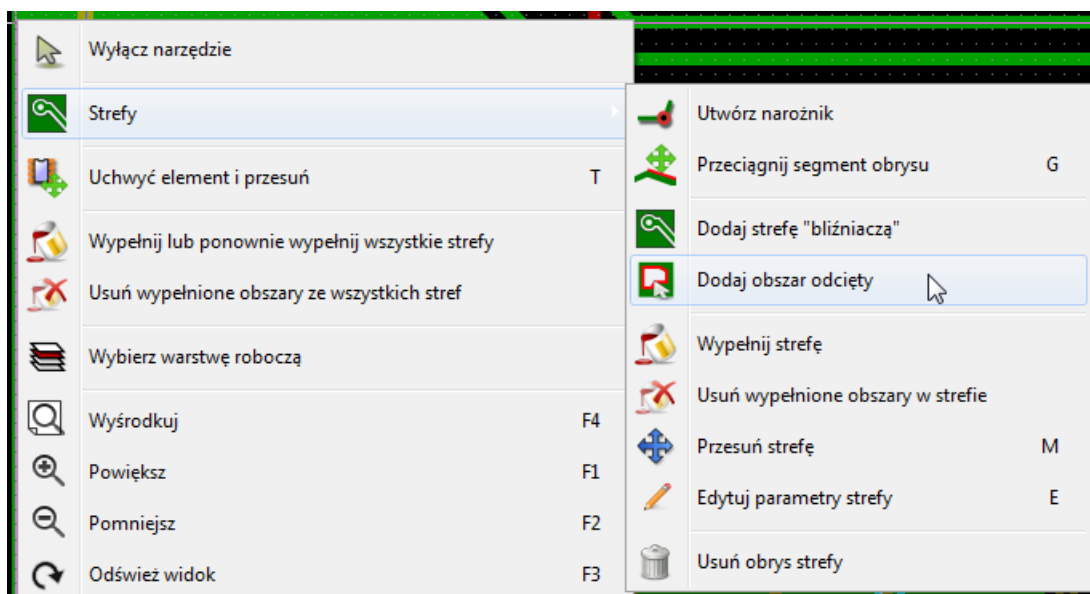 Wyłącz narzędzie
Strefy
Uchwyć element i przesuń T
Wypełnij lub ponownie wypełnij wszystkie strefy
Usuń wypełnione obszary ze wszystkich stref
Wybierz warstwę roboczą
Wyśrodkuj F4
Powiększ F1
Pomniejsz F2
Odśwież widok F3
Utwórz narożnik
Przeciągnij segment obrysu G
Dodaj strefę "bliźniaczą"
Dodaj obszar odcięty
Wypełnij strefę
Usuń wypełnione obszary w strefie
Przesuń strefę M
Edytuj parametry strefy E
Usuń obrys strefy